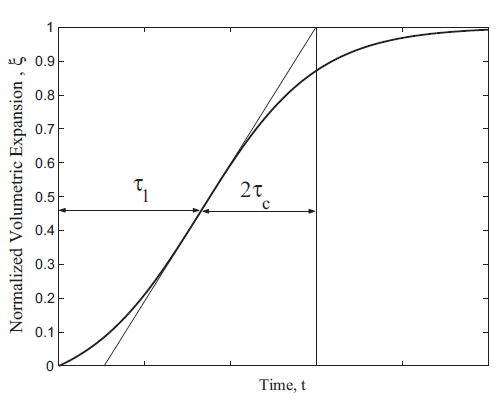 1
0.9
0.8
0.7
0.6
0.5
0.4
0.3
0.2
0.1
0
Normalized Volumetric Expansion , ξ
τl
2τc
Time, t